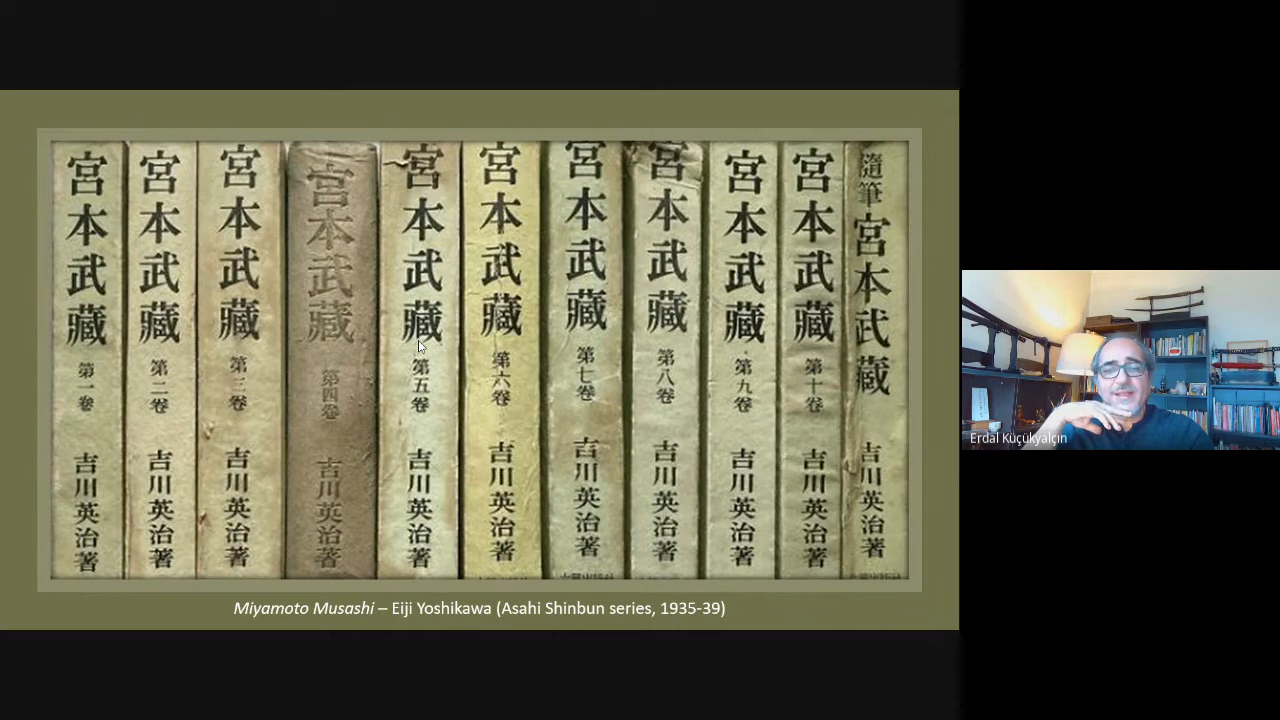 宮本武藏 第一卷 吉川英治著
宮本武藏 第二卷 吉川英治著
宮本武藏 第三卷 吉川英治著
宮本武藏 第四卷 吉川英治著
宮本武藏 第五卷 吉川英治著
宮本武藏 第六卷 吉川英治著
宮本武藏 第七卷 吉川英治著
宮本武藏 第八卷 吉川英治著
宮本武藏 第九卷 吉川英治著
宮本武藏 第十卷 吉川英治著
隨筆 宮本武藏 吉川英治著
Miyamoto Musashi – Eiji Yoshikawa (Asahi Shinbun series, 1935-39)
Erdal Küçükyalçın